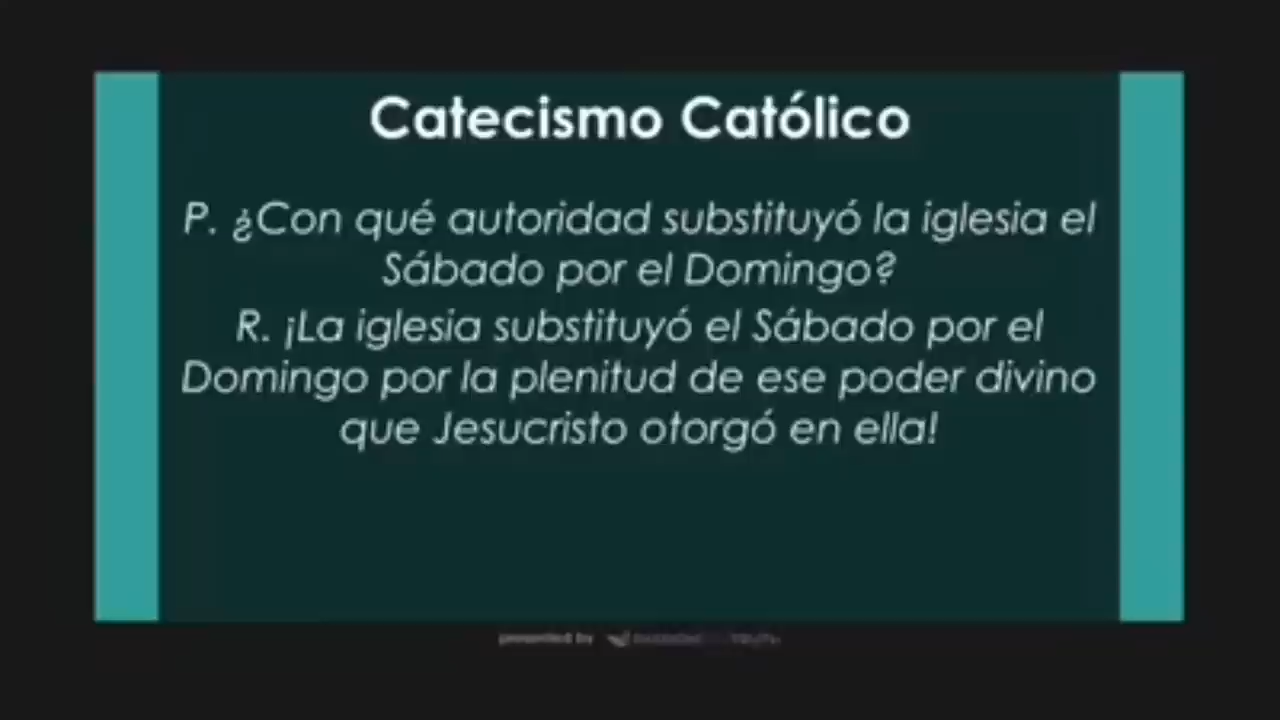 Catecismo Católico
P. ¿Con qué autoridad substituyó la iglesia el
Sábado por el Domingo?
R. ¡La iglesia substituyó el Sábado por el
Domingo por la plenitud de ese poder divino
que Jesucristo otorgó en ella!
presented by